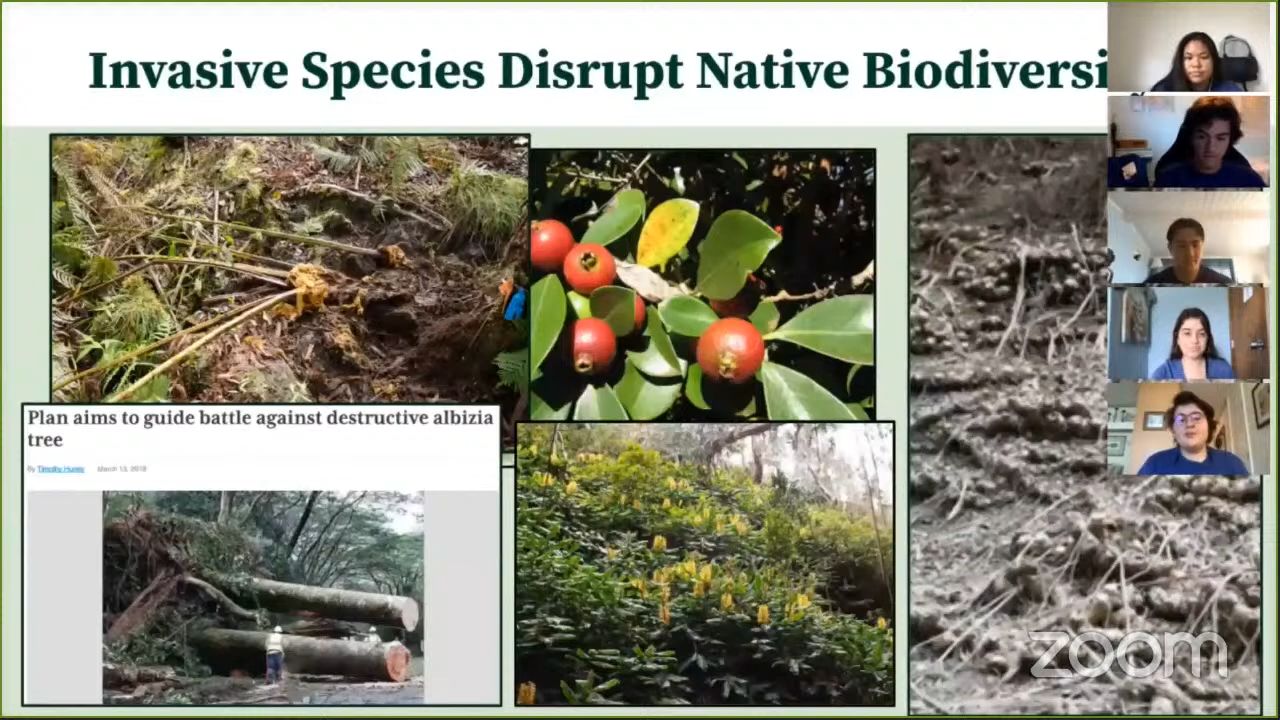 Invasive Species Disrupt Native Biodiversi
Plan aims to guide battle against destructive albizia
tree
By Timothy Hurley March 13, 2018
zoom